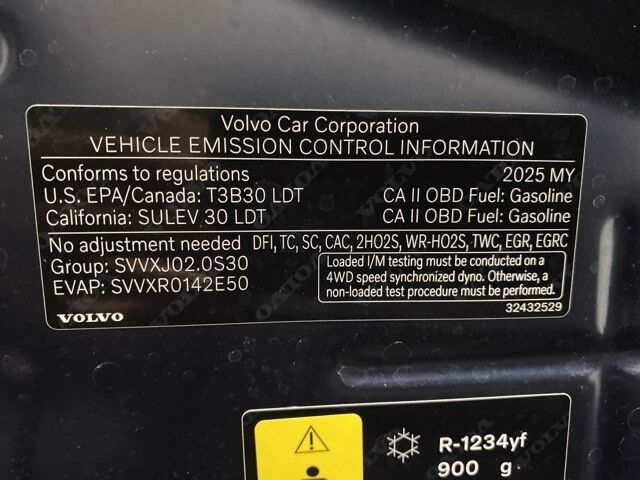 Volvo Car Corporation
VEHICLE EMISSION CONTROL INFORMATION
Conforms to regulations 2025 MY
U.S. EPA/Canada: T3B30 LDT CA II OBD Fuel: Gasoline
California: SULEV 30 LDT CA II OBD Fuel: Gasoline
No adjustment needed DFI, TC, SC, CAC, 2HO2S, WR-HO2S, TWC, EGR, EGRC
Group: SVVXJ02.0S30
EVAP: SVVXR0142E50
Loaded I/M testing must be conducted on a
4WD speed synchronized dyno. Otherwise, a
non-loaded test procedure must be performed.
VOLVO 32432529
R-1234yf
900 g